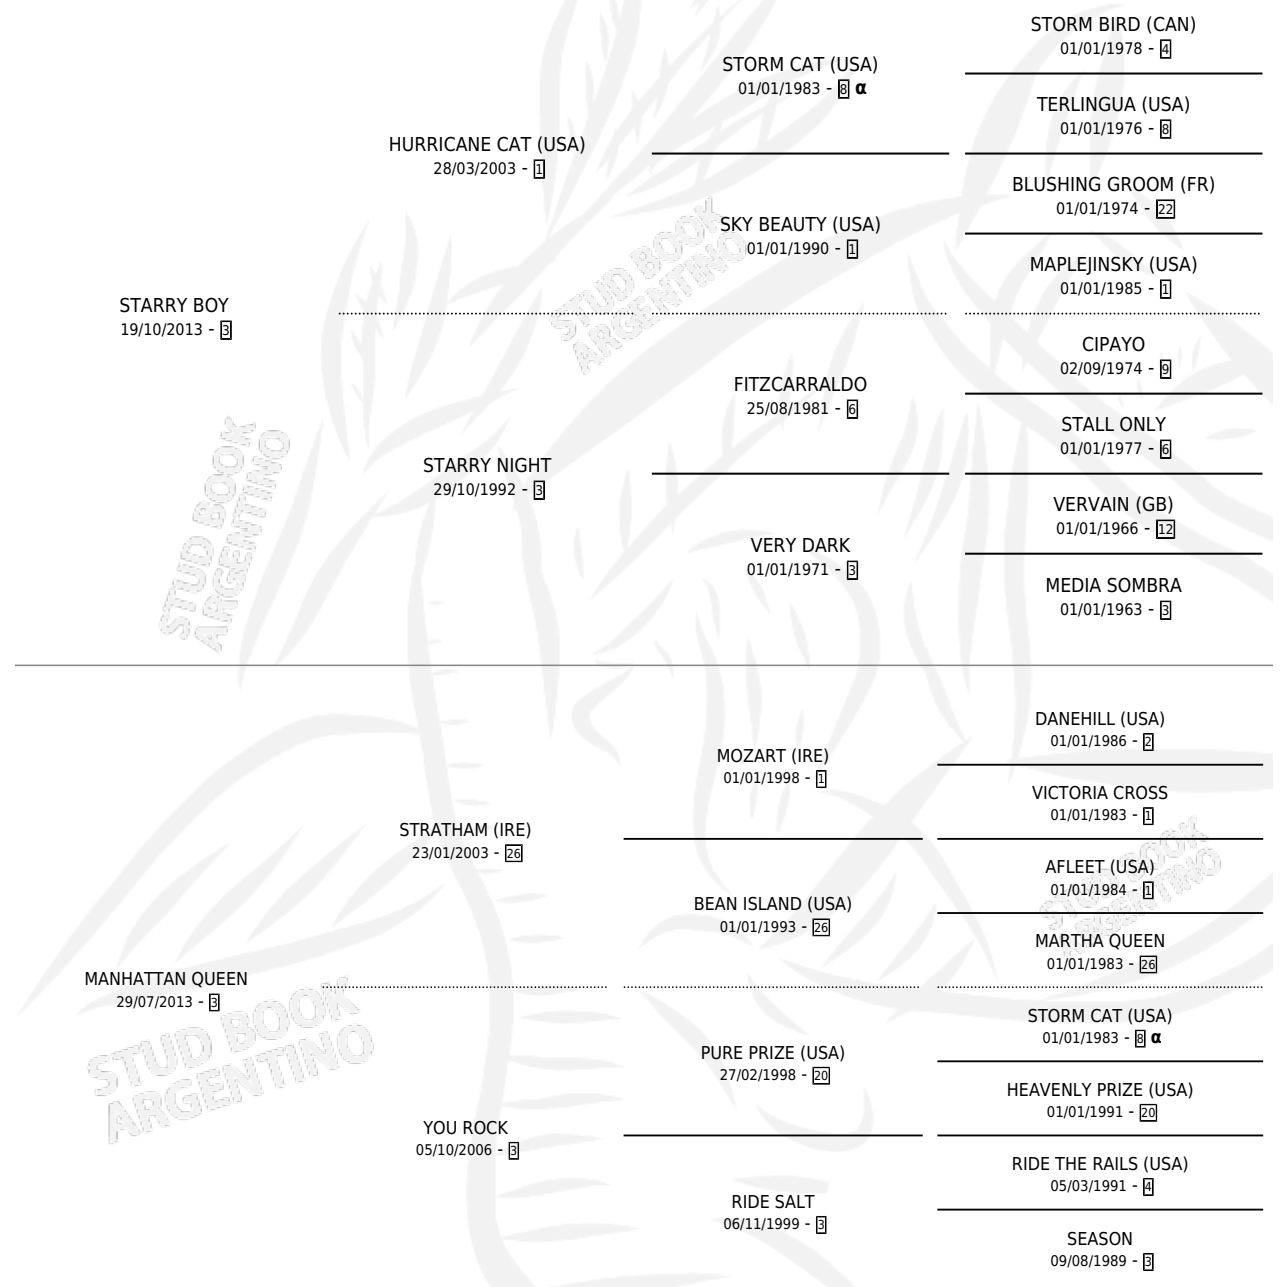 STORM BIRD (CAN)
01/01/1978 - 4
STORM CAT (USA)
01/01/1983 - 8 α
TERLINGUA (USA)
01/01/1976 - 8
HURRICANE CAT (USA)
28/03/2003 - 1
BLUSHING GROOM (FR)
01/01/1974 - 22
SKY BEAUTY (USA)
01/01/1990 - 1
MAPLEJINSKY (USA)
01/01/1985 - 1
STARRY BOY
19/10/2013 - 3
CIPAYO
02/09/1974 - 9
FITZCARRALDO
25/08/1981 - 6
STALL ONLY
01/01/1977 - 6
STARRY NIGHT
29/10/1992 - 3
VERVAIN (GB)
01/01/1966 - 12
VERY DARK
01/01/1971 - 3
MEDIA SOMBRA
01/01/1963 - 3
STUD BOOK
ARGENTINO
STUD BOOK
ARGENTINO
DANEHILL (USA)
01/01/1986 - 2
MOZART (IRE)
01/01/1998 - 1
VICTORIA CROSS
01/01/1983 - 1
STRATHAM (IRE)
23/01/2003 - 26
AFLEET (USA)
01/01/1984 - 1
BEAN ISLAND (USA)
01/01/1993 - 26
MARTHA QUEEN
01/01/1983 - 26
MANHATTAN QUEEN
29/07/2013 - 3
STORM CAT (USA)
01/01/1983 - 8 α
PURE PRIZE (USA)
27/02/1998 - 20
HEAVENLY PRIZE (USA)
01/01/1991 - 20
YOU ROCK
05/10/2006 - 3
RIDE THE RAILS (USA)
05/03/1991 - 4
RIDE SALT
06/11/1999 - 3
SEASON
09/08/1989 - 3
STUD BOOK
ARGENTINO
STUD BOOK
ARGENTINO